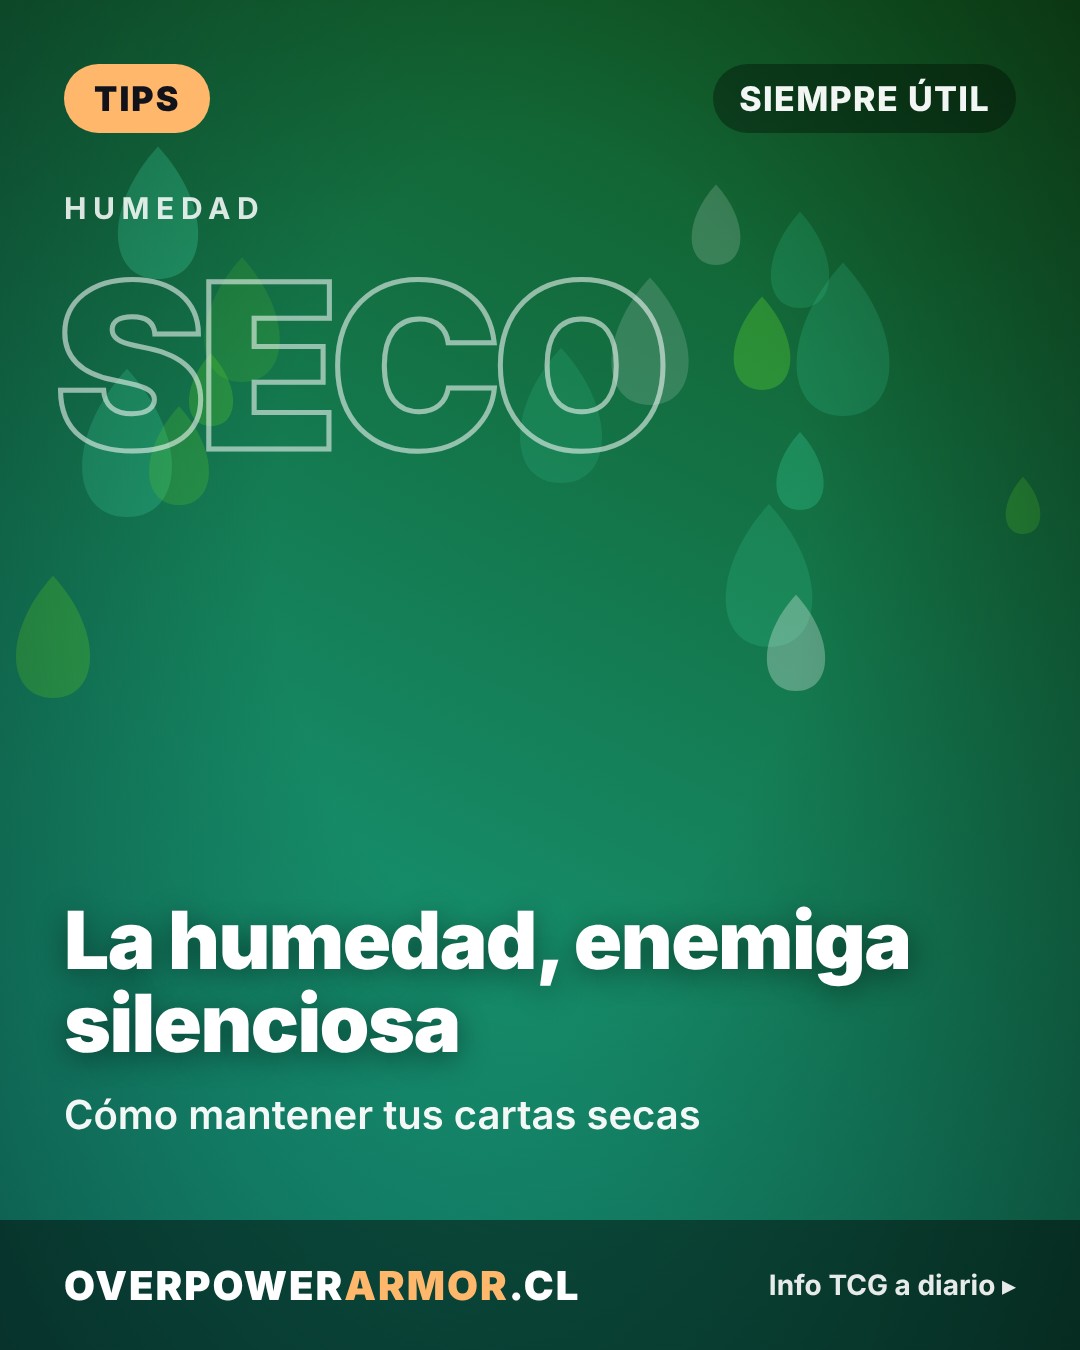 TIPS
SIEMPRE ÚTIL
HUMEDAD
SECO
La humedad, enemiga
silenciosa
Cómo mantener tus cartas secas
OVERPOWERARMOR.CL
Info TCG a diario ▸